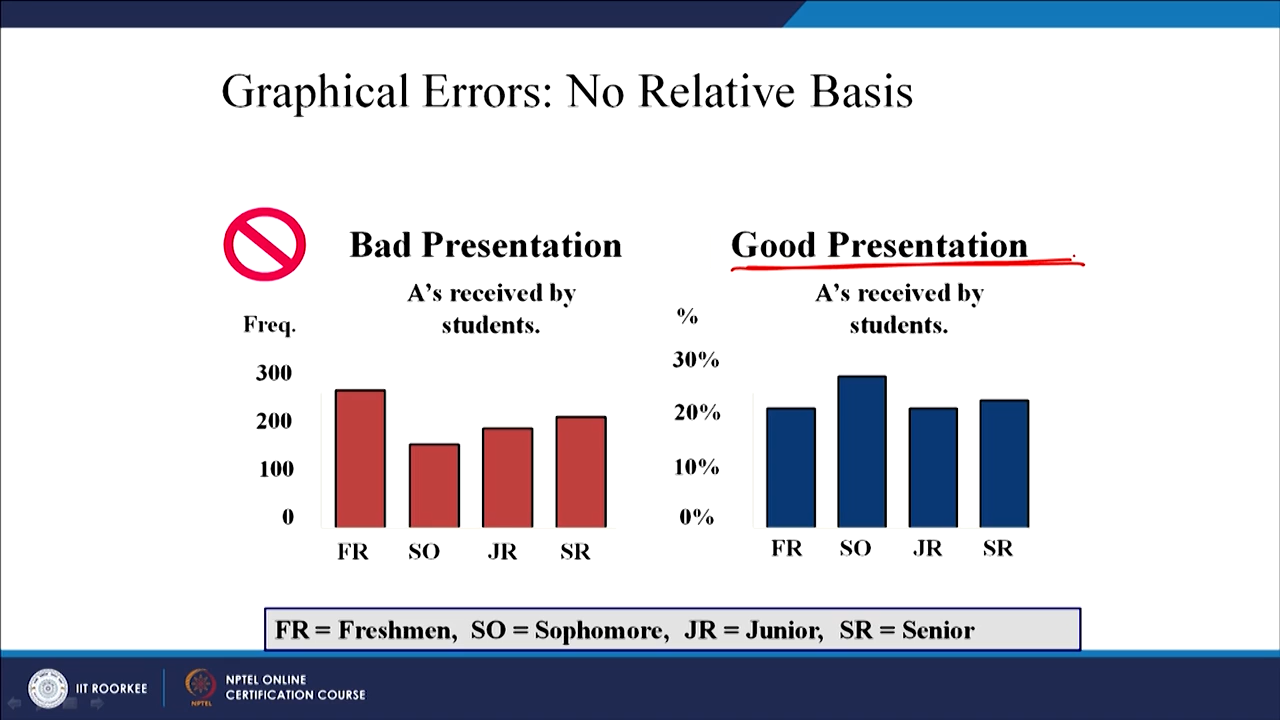 Graphical Errors: No Relative Basis
Bad Presentation
A’s received by
students.
Freq.
300
200
100
0
FR SO JR SR
Good Presentation
A’s received by
students.
%
30%
20%
10%
0%
FR SO JR SR
FR = Freshmen, SO = Sophomore, JR = Junior, SR = Senior
IIT ROORKEE
NPTEL
NPTEL ONLINE
CERTIFICATION COURSE